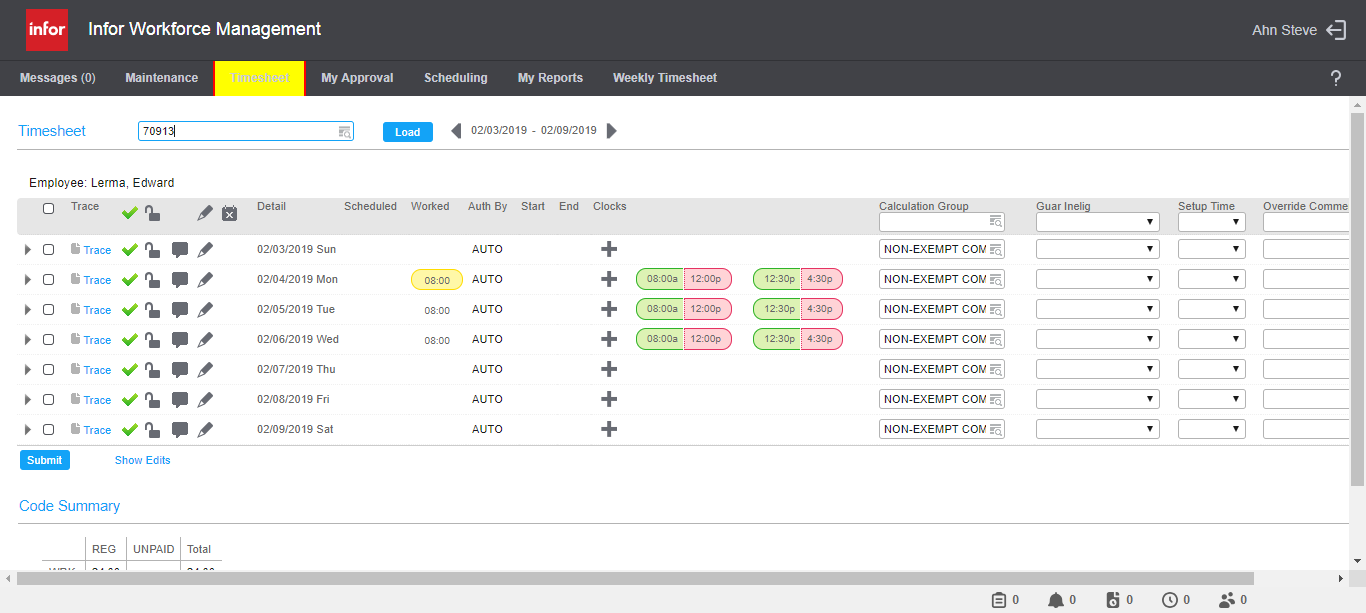 infor Infor Workforce Management Ahn Steve
Messages (0) Maintenance Timesheet My Approval Scheduling My Reports Weekly Timesheet ?
Timesheet 70913 Load 02/03/2019 - 02/09/2019
Employee: Lerma, Edward
Trace Detail Scheduled Worked Auth By Start End Clocks Calculation Group Guar Inelig Setup Time Override Comme
Trace 02/03/2019 Sun AUTO NON-EXEMPT COM
Trace 02/04/2019 Mon 08:00 AUTO 08:00a 12:00p 12:30p 4:30p NON-EXEMPT COM
Trace 02/05/2019 Tue 08:00 AUTO 08:00a 12:00p 12:30p 4:30p NON-EXEMPT COM
Trace 02/06/2019 Wed 08:00 AUTO 08:00a 12:00p 12:30p 4:30p NON-EXEMPT COM
Trace 02/07/2019 Thu AUTO NON-EXEMPT COM
Trace 02/08/2019 Fri AUTO NON-EXEMPT COM
Trace 02/09/2019 Sat AUTO NON-EXEMPT COM
Submit Show Edits
Code Summary
REG UNPAID Total
0 0 0 0 0